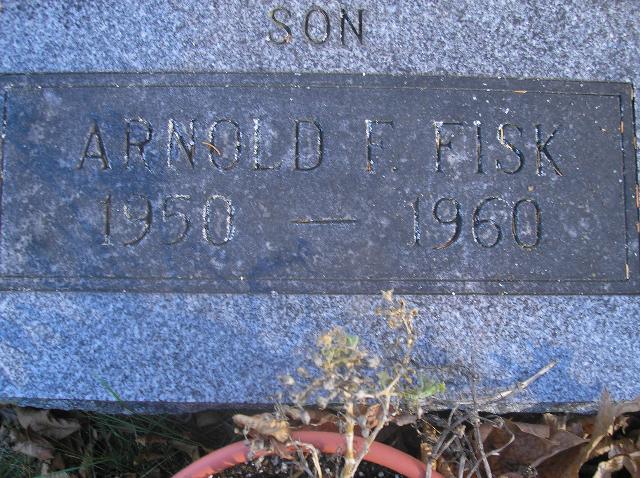 SON
ARNOLD F. FISK
1950 — 1960